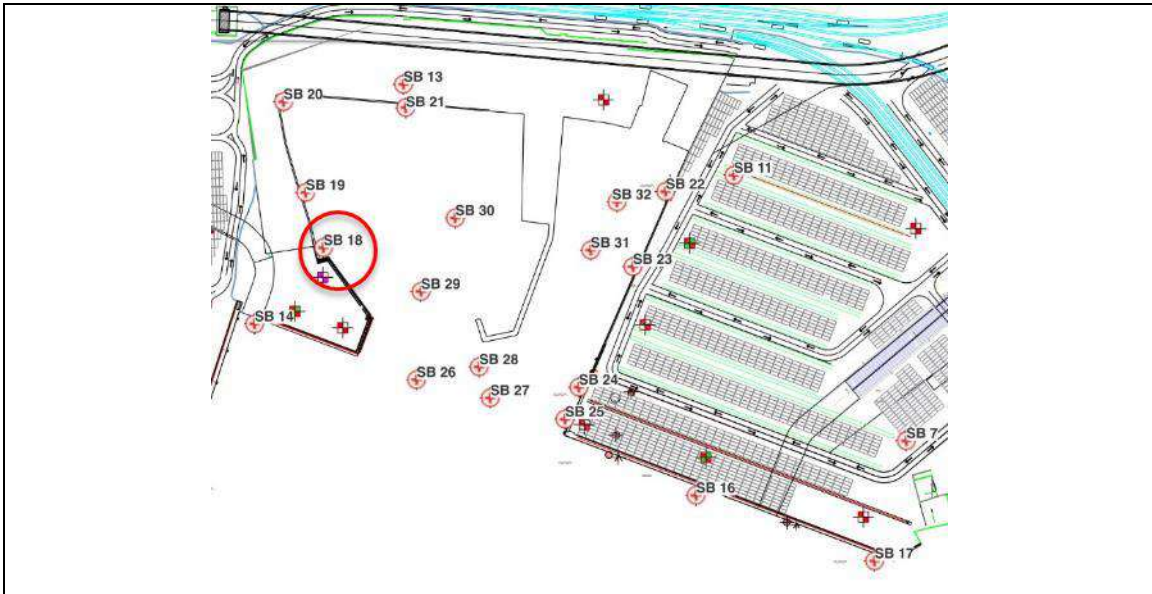 SB 13
SB 20
SB 21
SB 11
SB 22
SB 19
SB 32
SB 30
SB 18
SB 31
SB 23
SB 29
SB 14
SB 28
SB 26
SB 24
SB 27
SB 25
SB 7
SB 16
SB 17